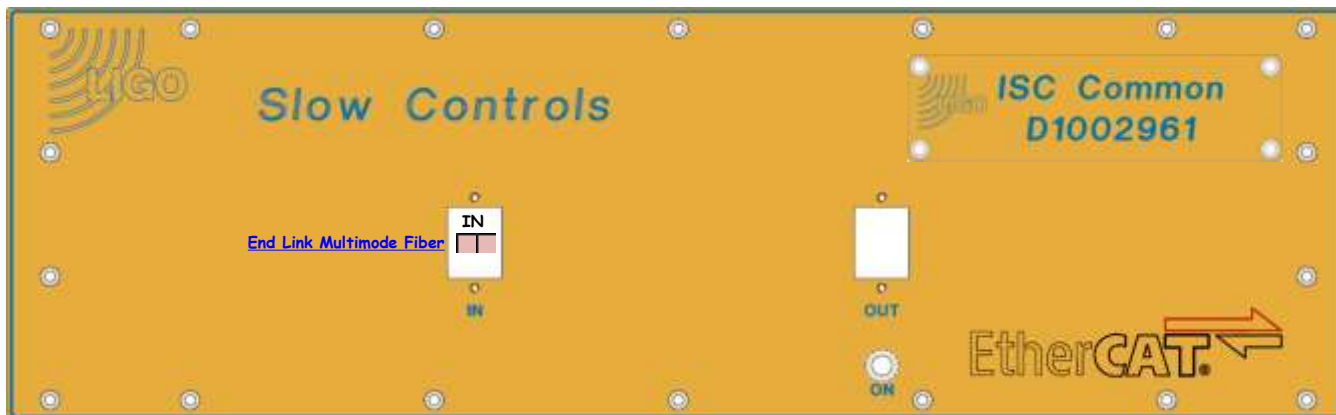 LIGO
Slow Controls
LIGO
ISC Common
D1002961
IN
End Link Multimode Fiber
IN
OUT
EtherCAT®
ON